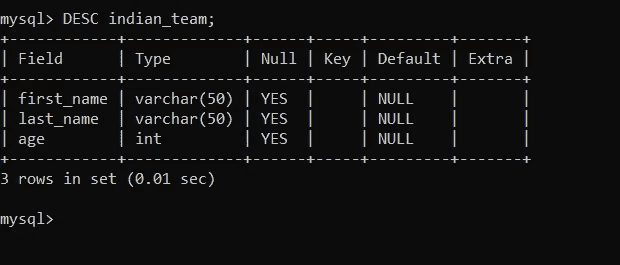 mysql> DESC indian_team;
+------------+-------------+------+-----+---------+-------+
| Field      | Type        | Null | Key | Default | Extra |
+------------+-------------+------+-----+---------+-------+
| first_name | varchar(50) | YES  |     | NULL    |       |
| last_name  | varchar(50) | YES  |     | NULL    |       |
| age        | int         | YES  |     | NULL    |       |
+------------+-------------+------+-----+---------+-------+
3 rows in set (0.01 sec)
mysql>